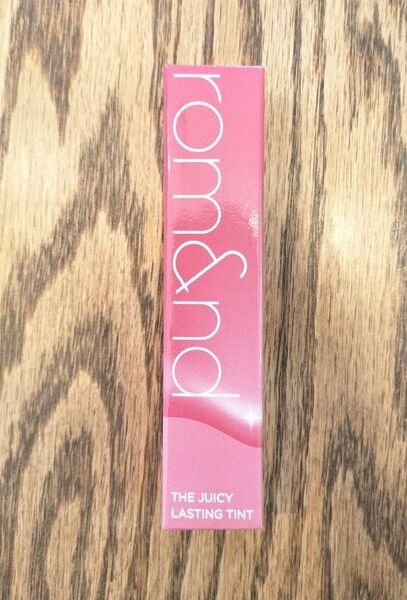 rom&nd
THE JUICY
LASTING TINT